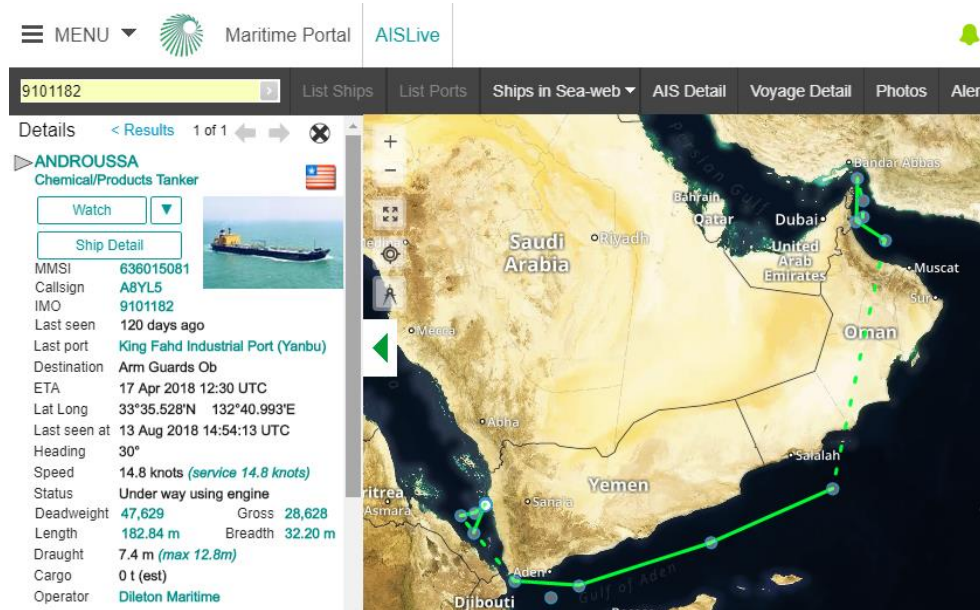 MENU Maritime Portal AISLive
9101182 List Ships List Ports Ships in Sea-web AIS Detail Voyage Detail Photos
Details < Results 1 of 1
ANDROUSSA
Chemical/Products Tanker
Watch
Ship Detail
MMSI 636015081
Callsign A8YL5
IMO 9101182
Last seen 120 days ago
Last port King Fahd Industrial Port (Yanbu)
Destination Arm Guards Ob
ETA 17 Apr 2018 12:30 UTC
Lat Long 33°35.528'N 132°40.993'E
Last seen at 13 Aug 2018 14:54:13 UTC
Heading 30°
Speed 14.8 knots (service 14.8 knots)
Status Under way using engine
Deadweight 47,629 Gross 28,628
Length 182.84 m Breadth 32.20 m
Draught 7.4 m (max 12.8m)
Cargo 0 t (est)
Operator Dileton Maritime
+
−
Persian Gulf
Bandar Abbas
Bahrain
Qatar
Dubai
Saudi
Arabia
Riyadh
United
Arab
Emirates
Muscat
Sur
Mecca
Oman
Abha
Salalah
Yemen
Sanaa
Asmara
Aden
Gulf of Aden
Djibouti